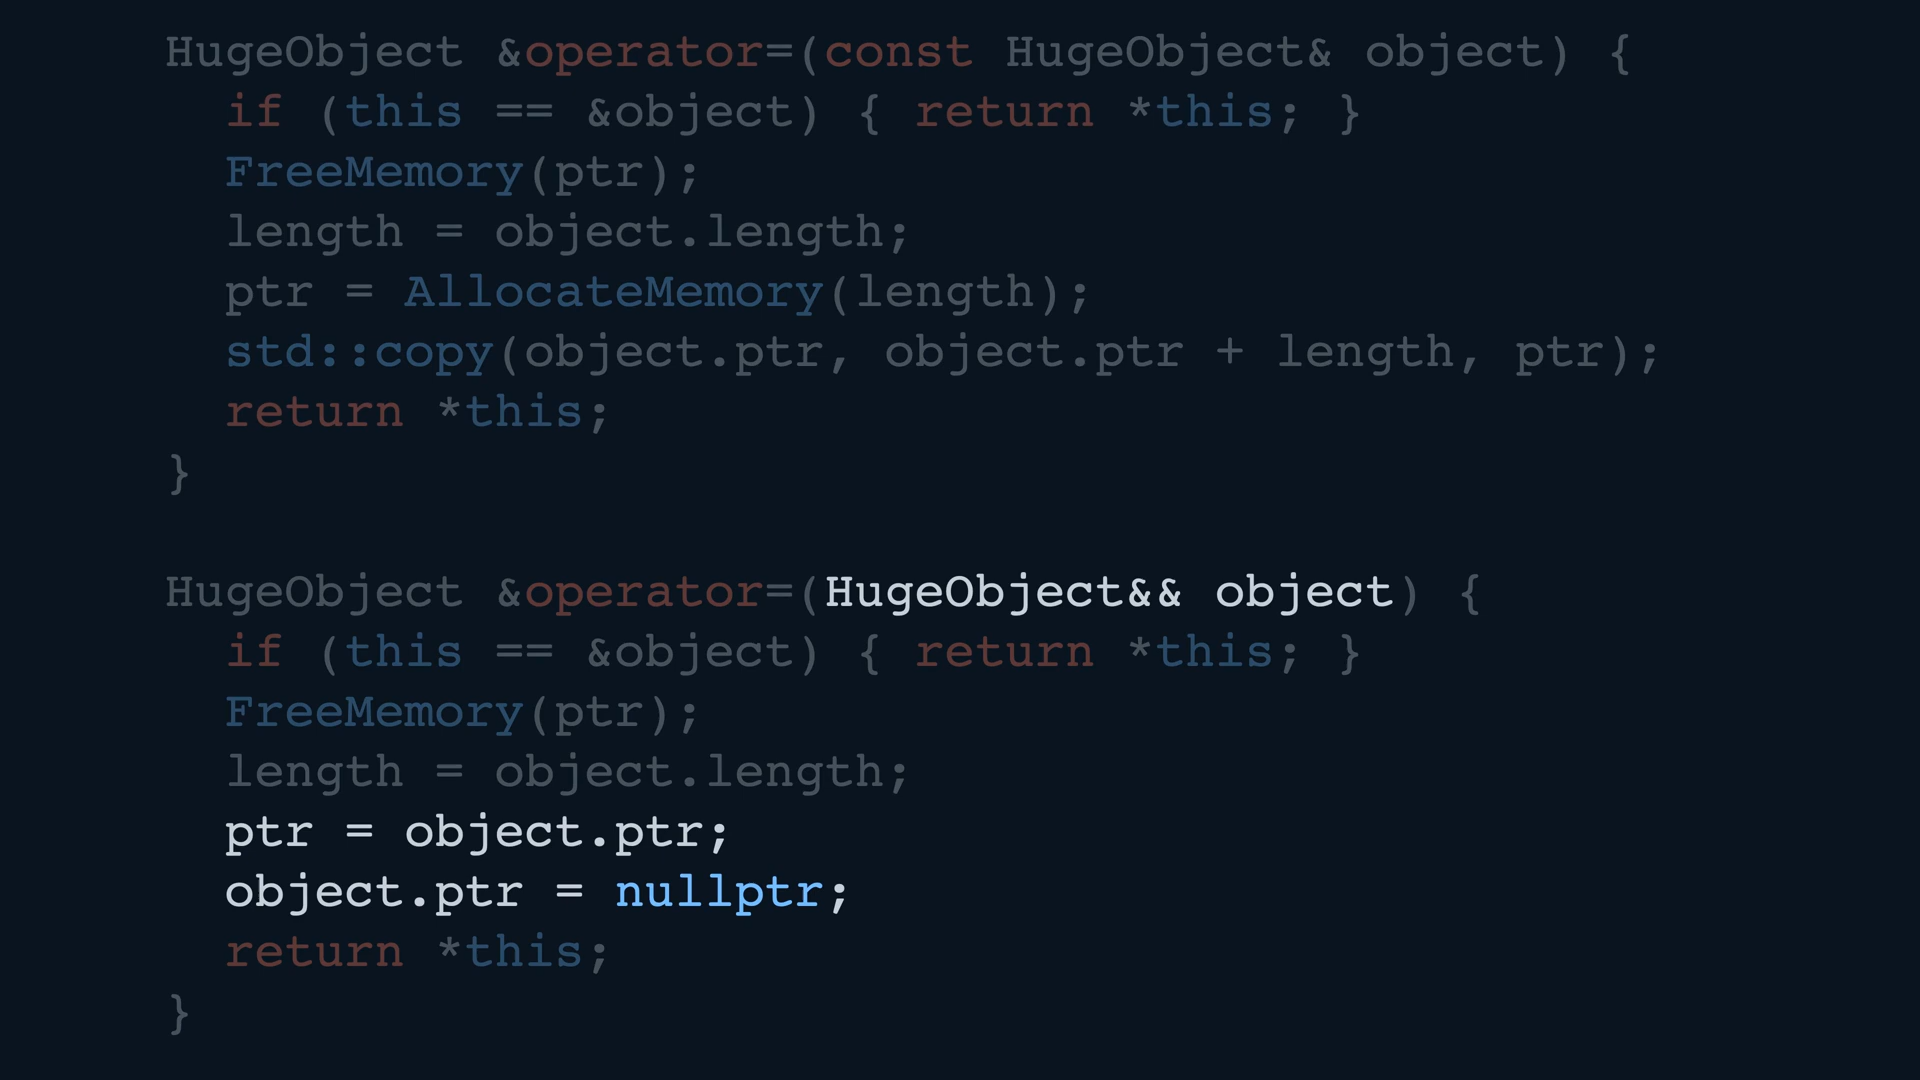 HugeObject &operator=(const HugeObject& object) {
  if (this == &object) { return *this; }
  FreeMemory(ptr);
  length = object.length;
  ptr = AllocateMemory(length);
  std::copy(object.ptr, object.ptr + length, ptr);
  return *this;
}
HugeObject &operator=(HugeObject&& object) {
  if (this == &object) { return *this; }
  FreeMemory(ptr);
  length = object.length;
  ptr = object.ptr;
  object.ptr = nullptr;
  return *this;
}